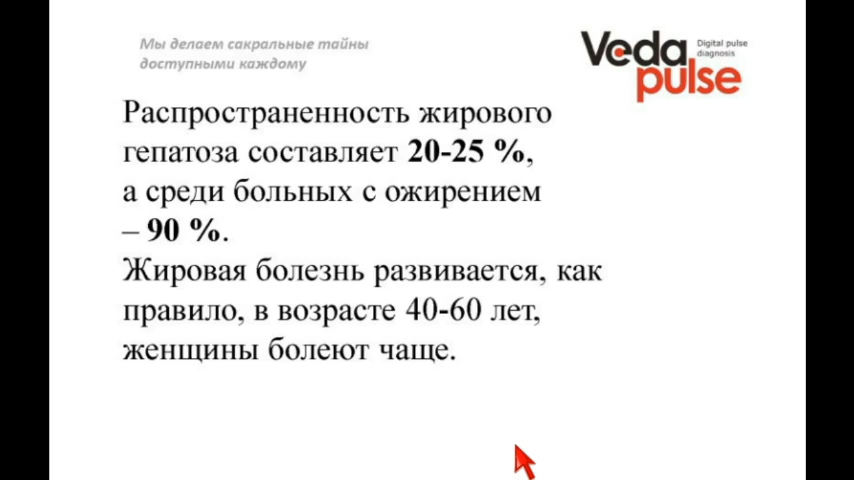 Мы делаем сакральные тайны
доступными каждому
Veda
pulse
Digital pulse
diagnosis
Распространенность жирового
гепатоза составляет 20-25 %,
а среди больных с ожирением
– 90 %.
Жировая болезнь развивается, как
правило, в возрасте 40-60 лет,
женщины болеют чаще.